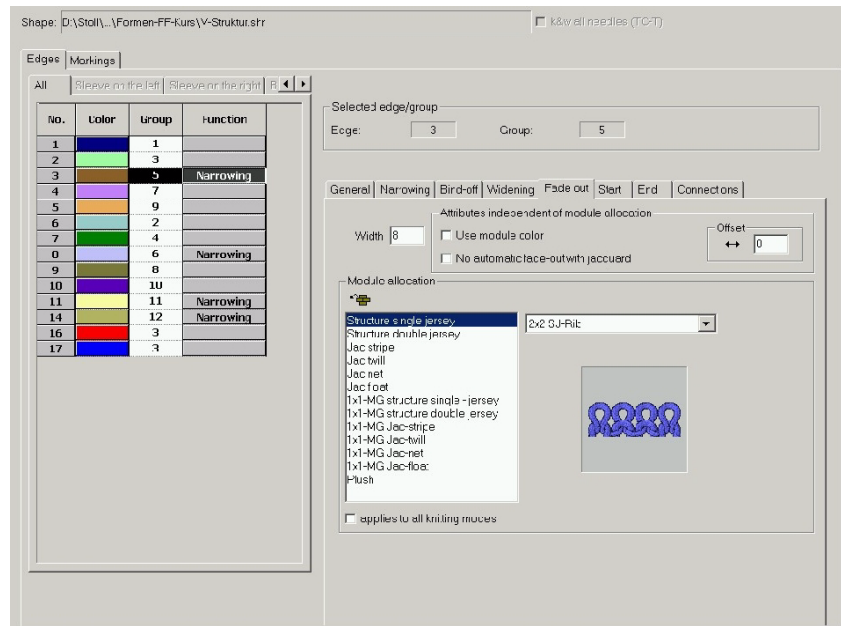 Shape: D:\Stoll\...\Formen-FF-Kurs\V-Struktur.shr
k&w all needles (TC-T)
Edges Markings
All Sleeve on the left Sleeve on the right
No. Color Group Function
1 1
2 3
3 5 Narrowing
4 7
5 9
6 2
7 4
8 6 Narrowing
9 8
10 10
11 11 Narrowing
14 12 Narrowing
16 3
17 3
Selected edge/group
Edge: 3 Group: 5
General Narrowing Bind-off Widening Fade out Start End Connections
Attributes independent of module allocation
Width 8
Use module color
No automatic face-out with jacquard
Offset
0
Module allocation
Structure single jersey
Structure double jersey
Jac stripe
Jac twill
Jac net
Jac float
1x1-MG structure single - jersey
1x1-MG structure double jersey
1x1-MG Jac-stripe
1x1-MG Jac-twill
1x1-MG Jac-net
1x1-MG Jac-float
Plush
2x2 SJ-Rib
applies to all knitting modes